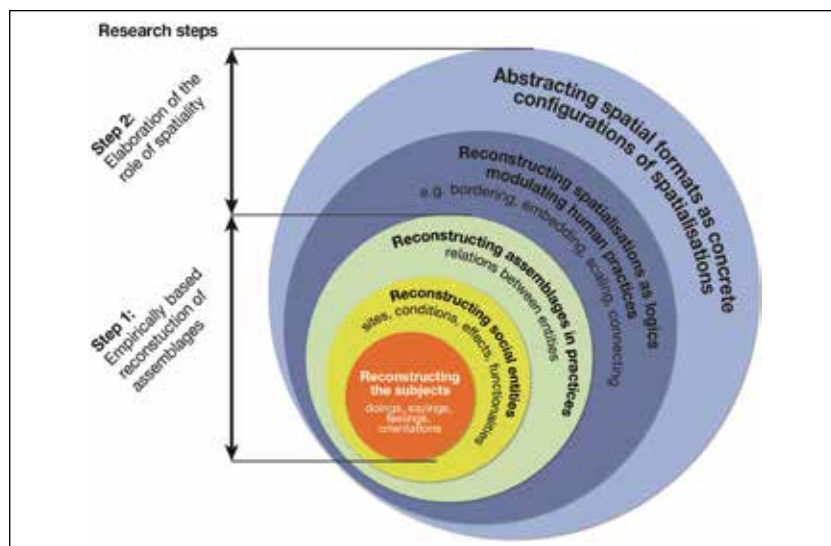 Research steps
Step 2:
Elaboration of the
role of spatiality
Step 1:
Empirically based
reconstruction of
assemblages
Abstracting spatial formats as concrete
configurations of spatialisations
Reconstructing spatialisations as logics
modulating human practices
e.g. bordering, embedding, scaling, connecting
Reconstructing assemblages in practices
relations between entities
Reconstructing social entities
sites, conditions, effects, functionalities
Reconstructing
the subjects
doings, sayings,
feelings,
orientations